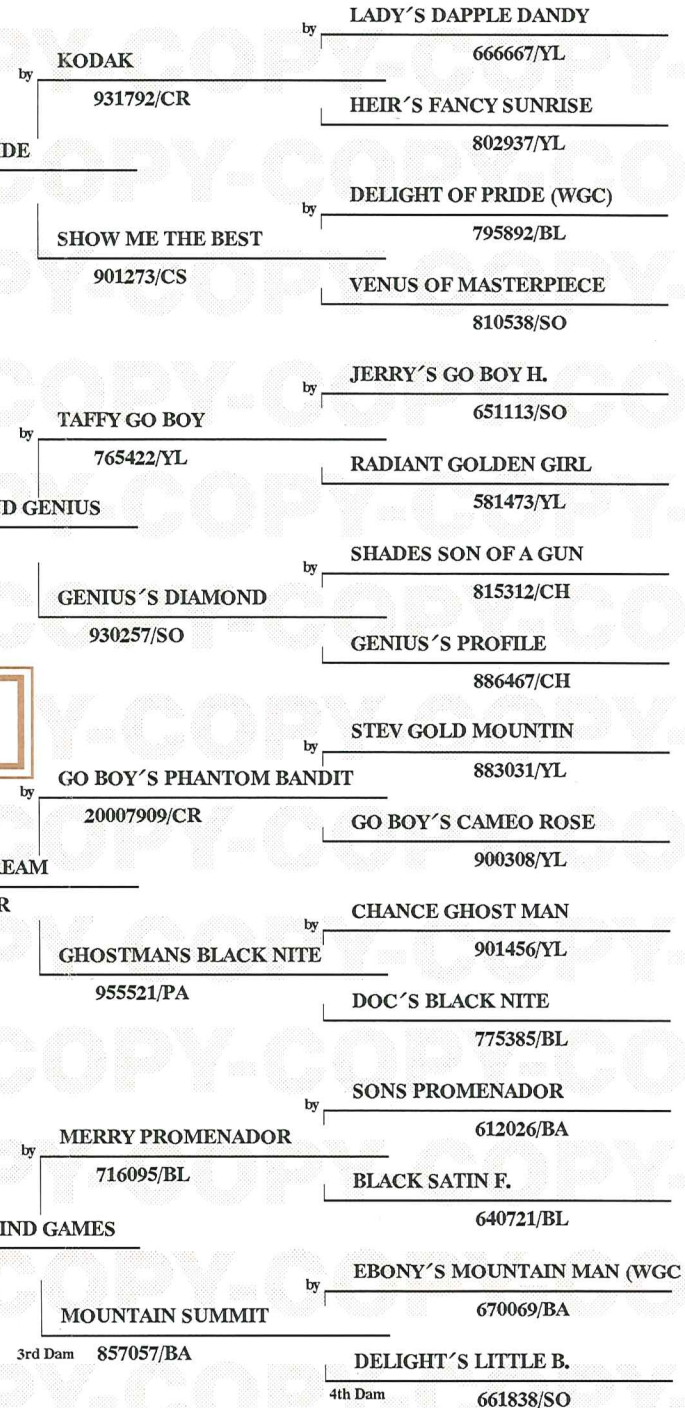 LADY´S DAPPLE DANDY
by
666667/YL
KODAK
by
931792/CR
HEIR´S FANCY SUNRISE
802937/YL
IDE
DELIGHT OF PRIDE (WGC)
by
795892/BL
SHOW ME THE BEST
901273/CS
VENUS OF MASTERPIECE
810538/SO
JERRY´S GO BOY H.
by
651113/SO
TAFFY GO BOY
by
765422/YL
RADIANT GOLDEN GIRL
581473/YL
ND GENIUS
SHADES SON OF A GUN
by
815312/CH
GENIUS´S DIAMOND
930257/SO
GENIUS´S PROFILE
886467/CH
STEV GOLD MOUNTIN
by
883031/YL
GO BOY´S PHANTOM BANDIT
by
20007909/CR
GO BOY´S CAMEO ROSE
900308/YL
REAM
R
CHANCE GHOST MAN
by
901456/YL
GHOSTMANS BLACK NITE
955521/PA
DOC´S BLACK NITE
775385/BL
SONS PROMENADOR
by
612026/BA
MERRY PROMENADOR
by
716095/BL
BLACK SATIN F.
640721/BL
IND GAMES
EBONY´S MOUNTAIN MAN (WGC
by
670069/BA
MOUNTAIN SUMMIT
3rd Dam 857057/BA
DELIGHT´S LITTLE B.
4th Dam
661838/SO
COPY-COPY-COPY